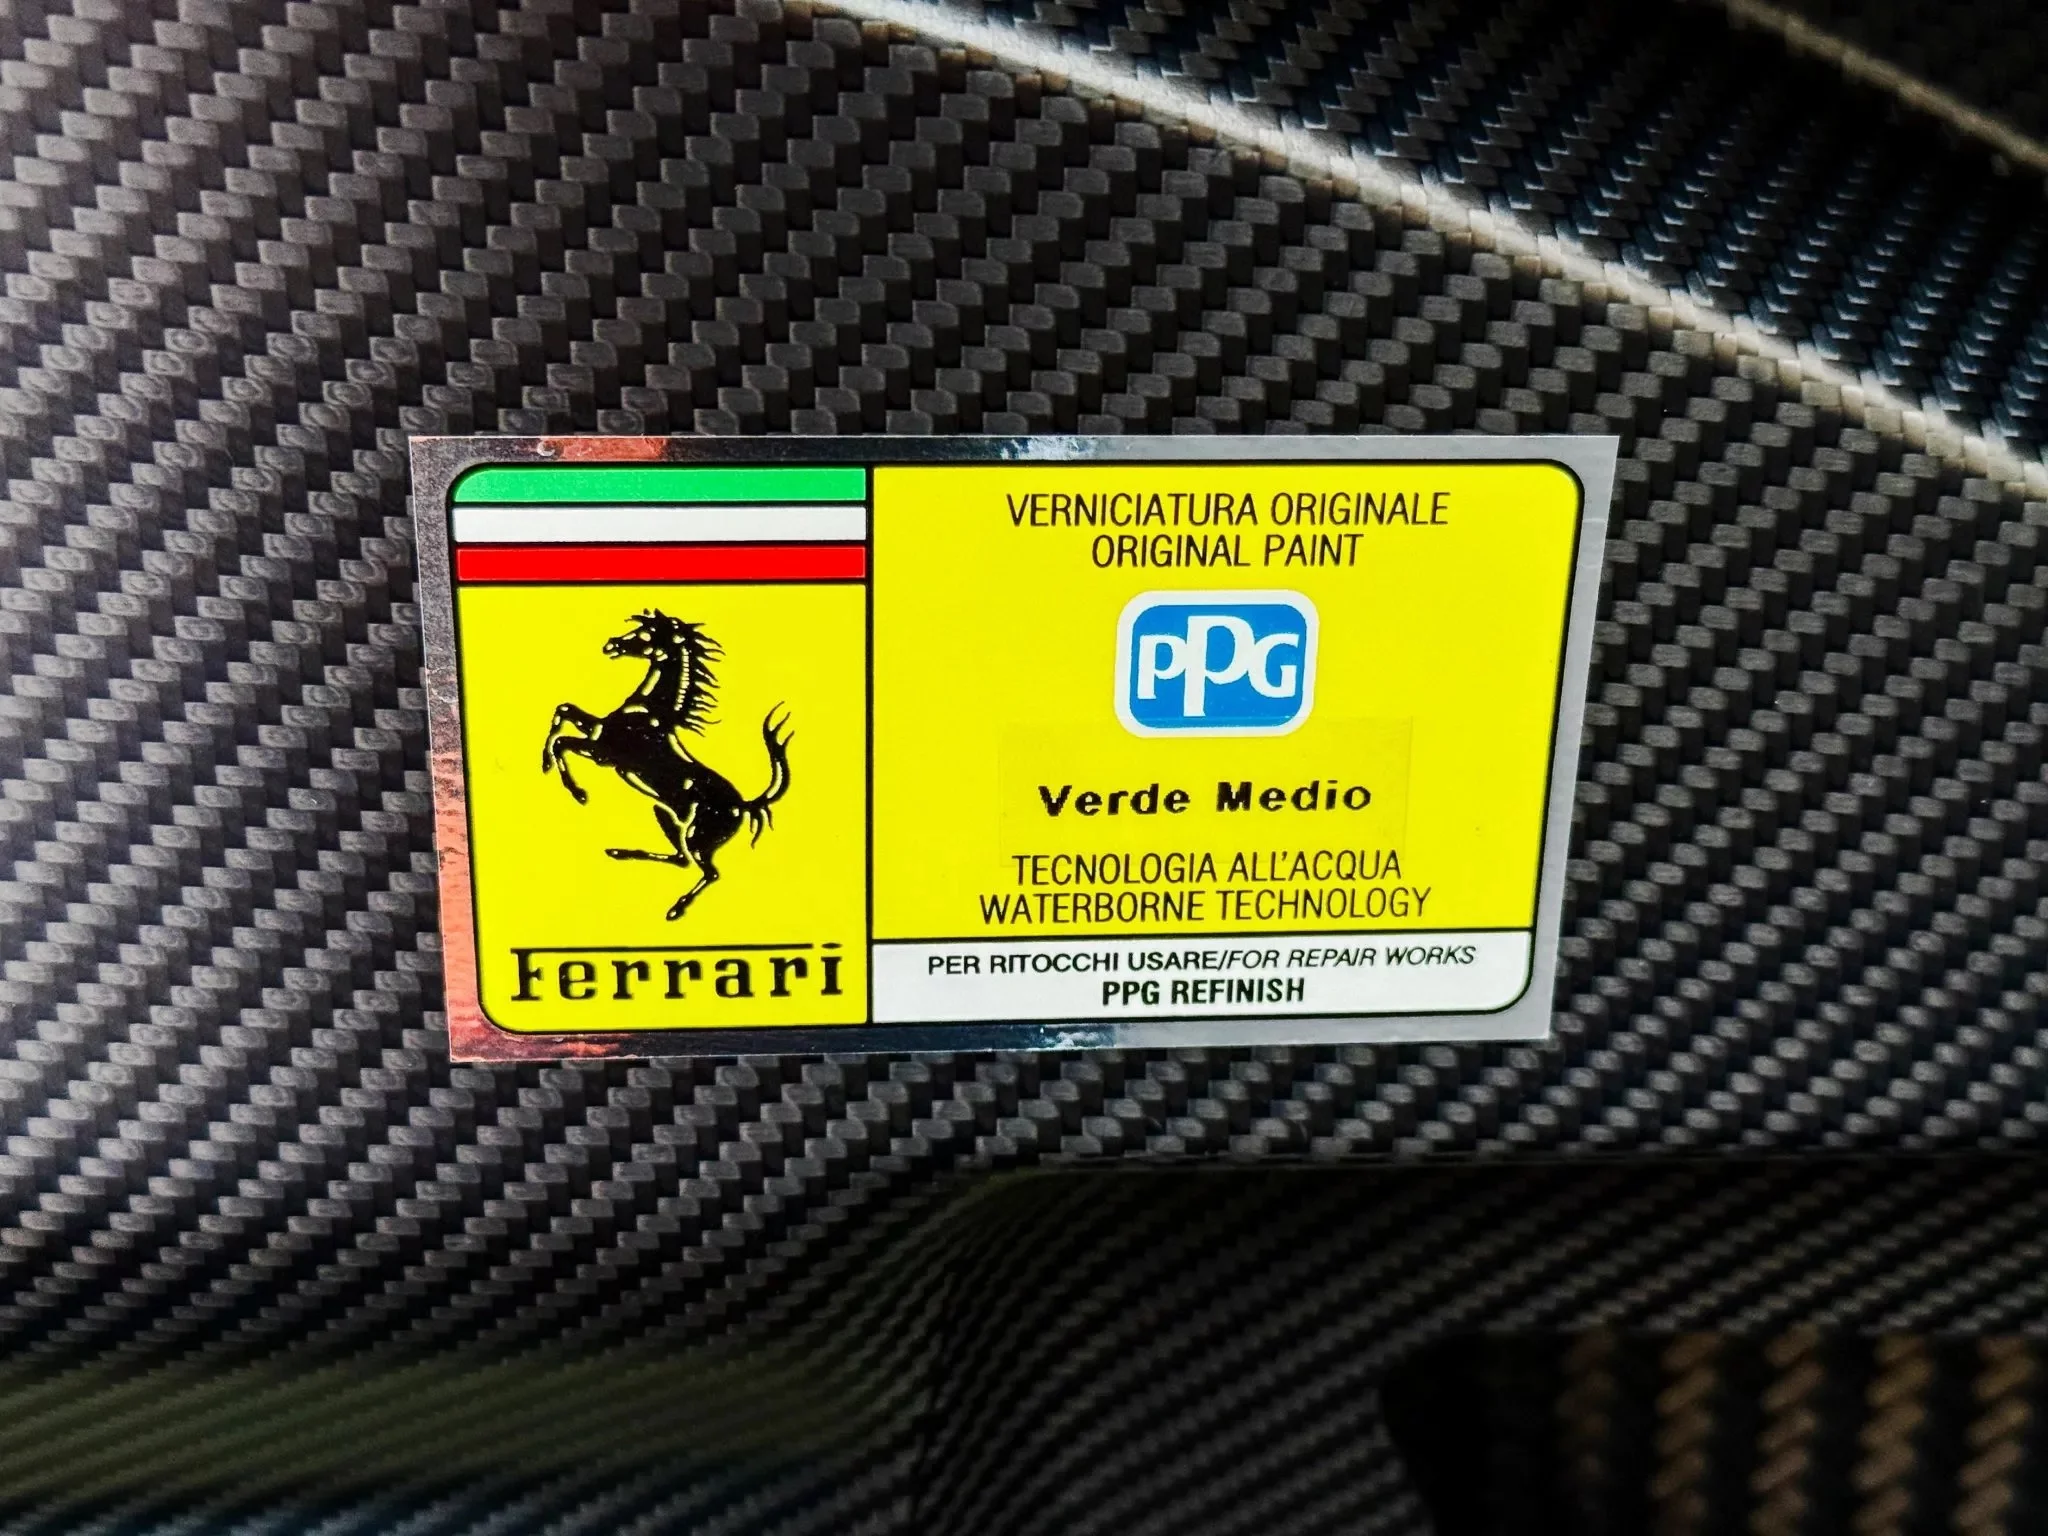 Ferrari
VERNICIATURA ORIGINALE
ORIGINAL PAINT
PPG
Verde Medio
TECNOLOGIA ALL'ACQUA
WATERBORNE TECHNOLOGY
PER RITOCCHI USARE/FOR REPAIR WORKS
PPG REFINISH